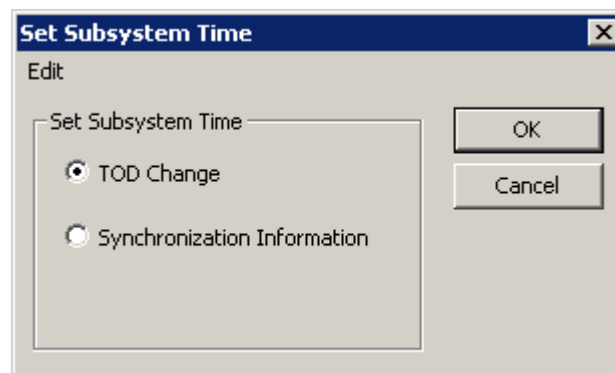 Set Subsystem Time
Edit
Set Subsystem Time
TOD Change
Synchronization Information
OK
Cancel